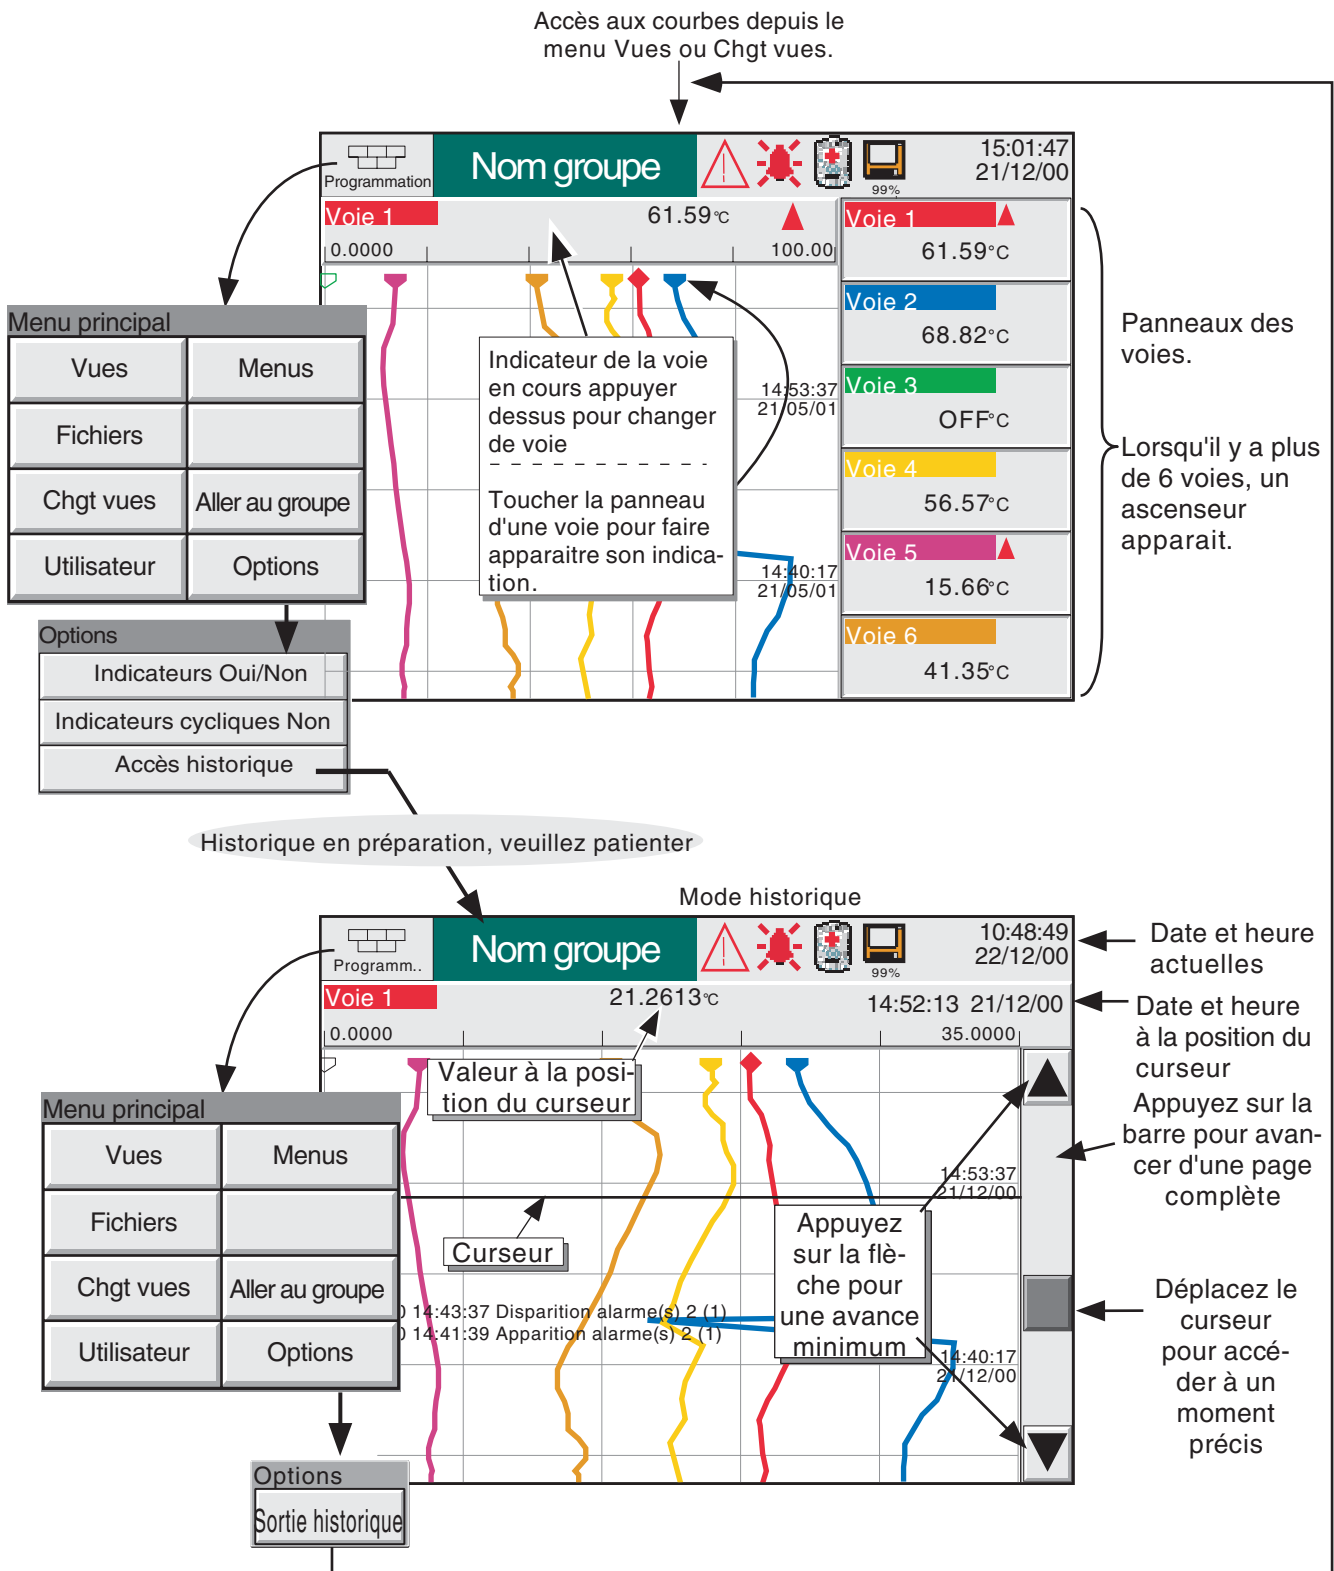 Accès aux courbes depuis le
menu Vues ou Chgt vues.
Programmation
Nom groupe
99%
15:01:47
21/12/00
Voie 1
61.59°C
0.0000
100.00
Voie 1
61.59°C
Voie 2
68.82°C
Voie 3
OFF°C
Voie 4
56.57°C
Voie 5
15.66°C
Voie 6
41.35°C
Panneaux des
voies.
Lorsqu'il y a plus
de 6 voies, un
ascenseur
apparait.
Indicateur de la voie
en cours appuyer
dessus pour changer
de voie
Toucher la panneau
d'une voie pour faire
apparaitre son indica-
tion.
14:53:37
21/05/01
14:40:17
21/05/01
Menu principal
Vues
Menus
Fichiers
Chgt vues
Aller au groupe
Utilisateur
Options
Options
Indicateurs Oui/Non
Indicateurs cycliques Non
Accès historique
Historique en préparation, veuillez patienter
Mode historique
Programm..
Nom groupe
99%
10:48:49
22/12/00
Voie 1
21.2613°C
14:52:13 21/12/00
0.0000
35.0000
Date et heure
actuelles
Date et heure
à la position du
curseur
Appuyez sur la
barre pour avan-
cer d'une page
complète
Déplacez le
curseur
pour accé-
der à un
moment
précis
Valeur à la posi-
tion du curseur
14:53:37
21/12/00
Curseur
Appuyez
sur la flè-
che pour
une avance
minimum
0 14:43:37 Disparition alarme(s) 2 (1)
0 14:41:39 Apparition alarme(s) 2 (1)
14:40:17
21/12/00
Menu principal
Vues
Menus
Fichiers
Chgt vues
Aller au groupe
Utilisateur
Options
Options
Sortie historique